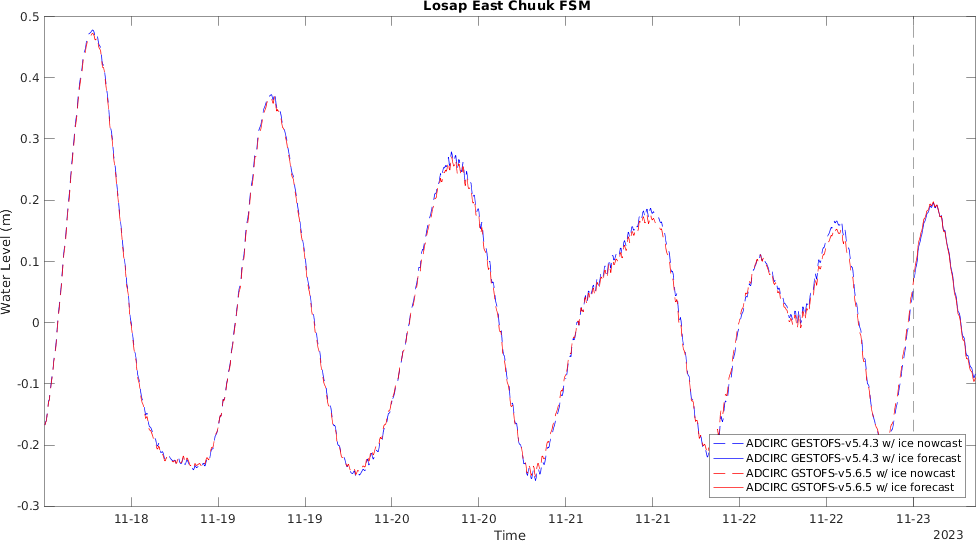 Losap East Chuuk FSM
0.5
0.4
0.3
0.2
0.1
0
-0.1
-0.2
-0.3
Water Level (m)
ADCIRC GESTOFS-v5.4.3 w/ ice nowcast
ADCIRC GESTOFS-v5.4.3 w/ ice forecast
ADCIRC GSTOFS-v5.6.5 w/ ice nowcast
ADCIRC GSTOFS-v5.6.5 w/ ice forecast
11-18 11-19 11-19 11-20 11-20 11-21 11-21 11-22 11-22 11-23
Time
2023